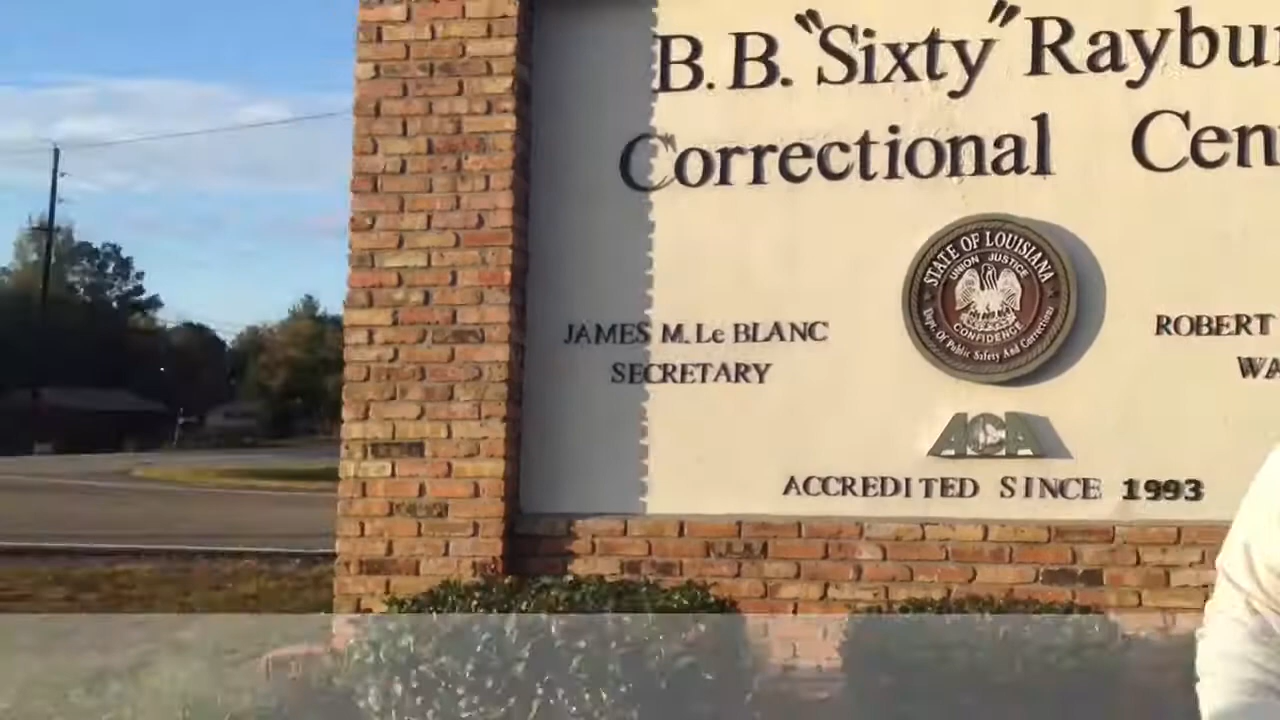 B. B. "Sixty" Raybu
Correctional Cen
STATE OF LOUISIANA
UNION JUSTICE
CONFIDENCE
Dept. Of Public Safety And Corrections
JAMES M. Le BLANC
SECRETARY
ROBERT
WA
ACA
ACCREDITED SINCE 1993